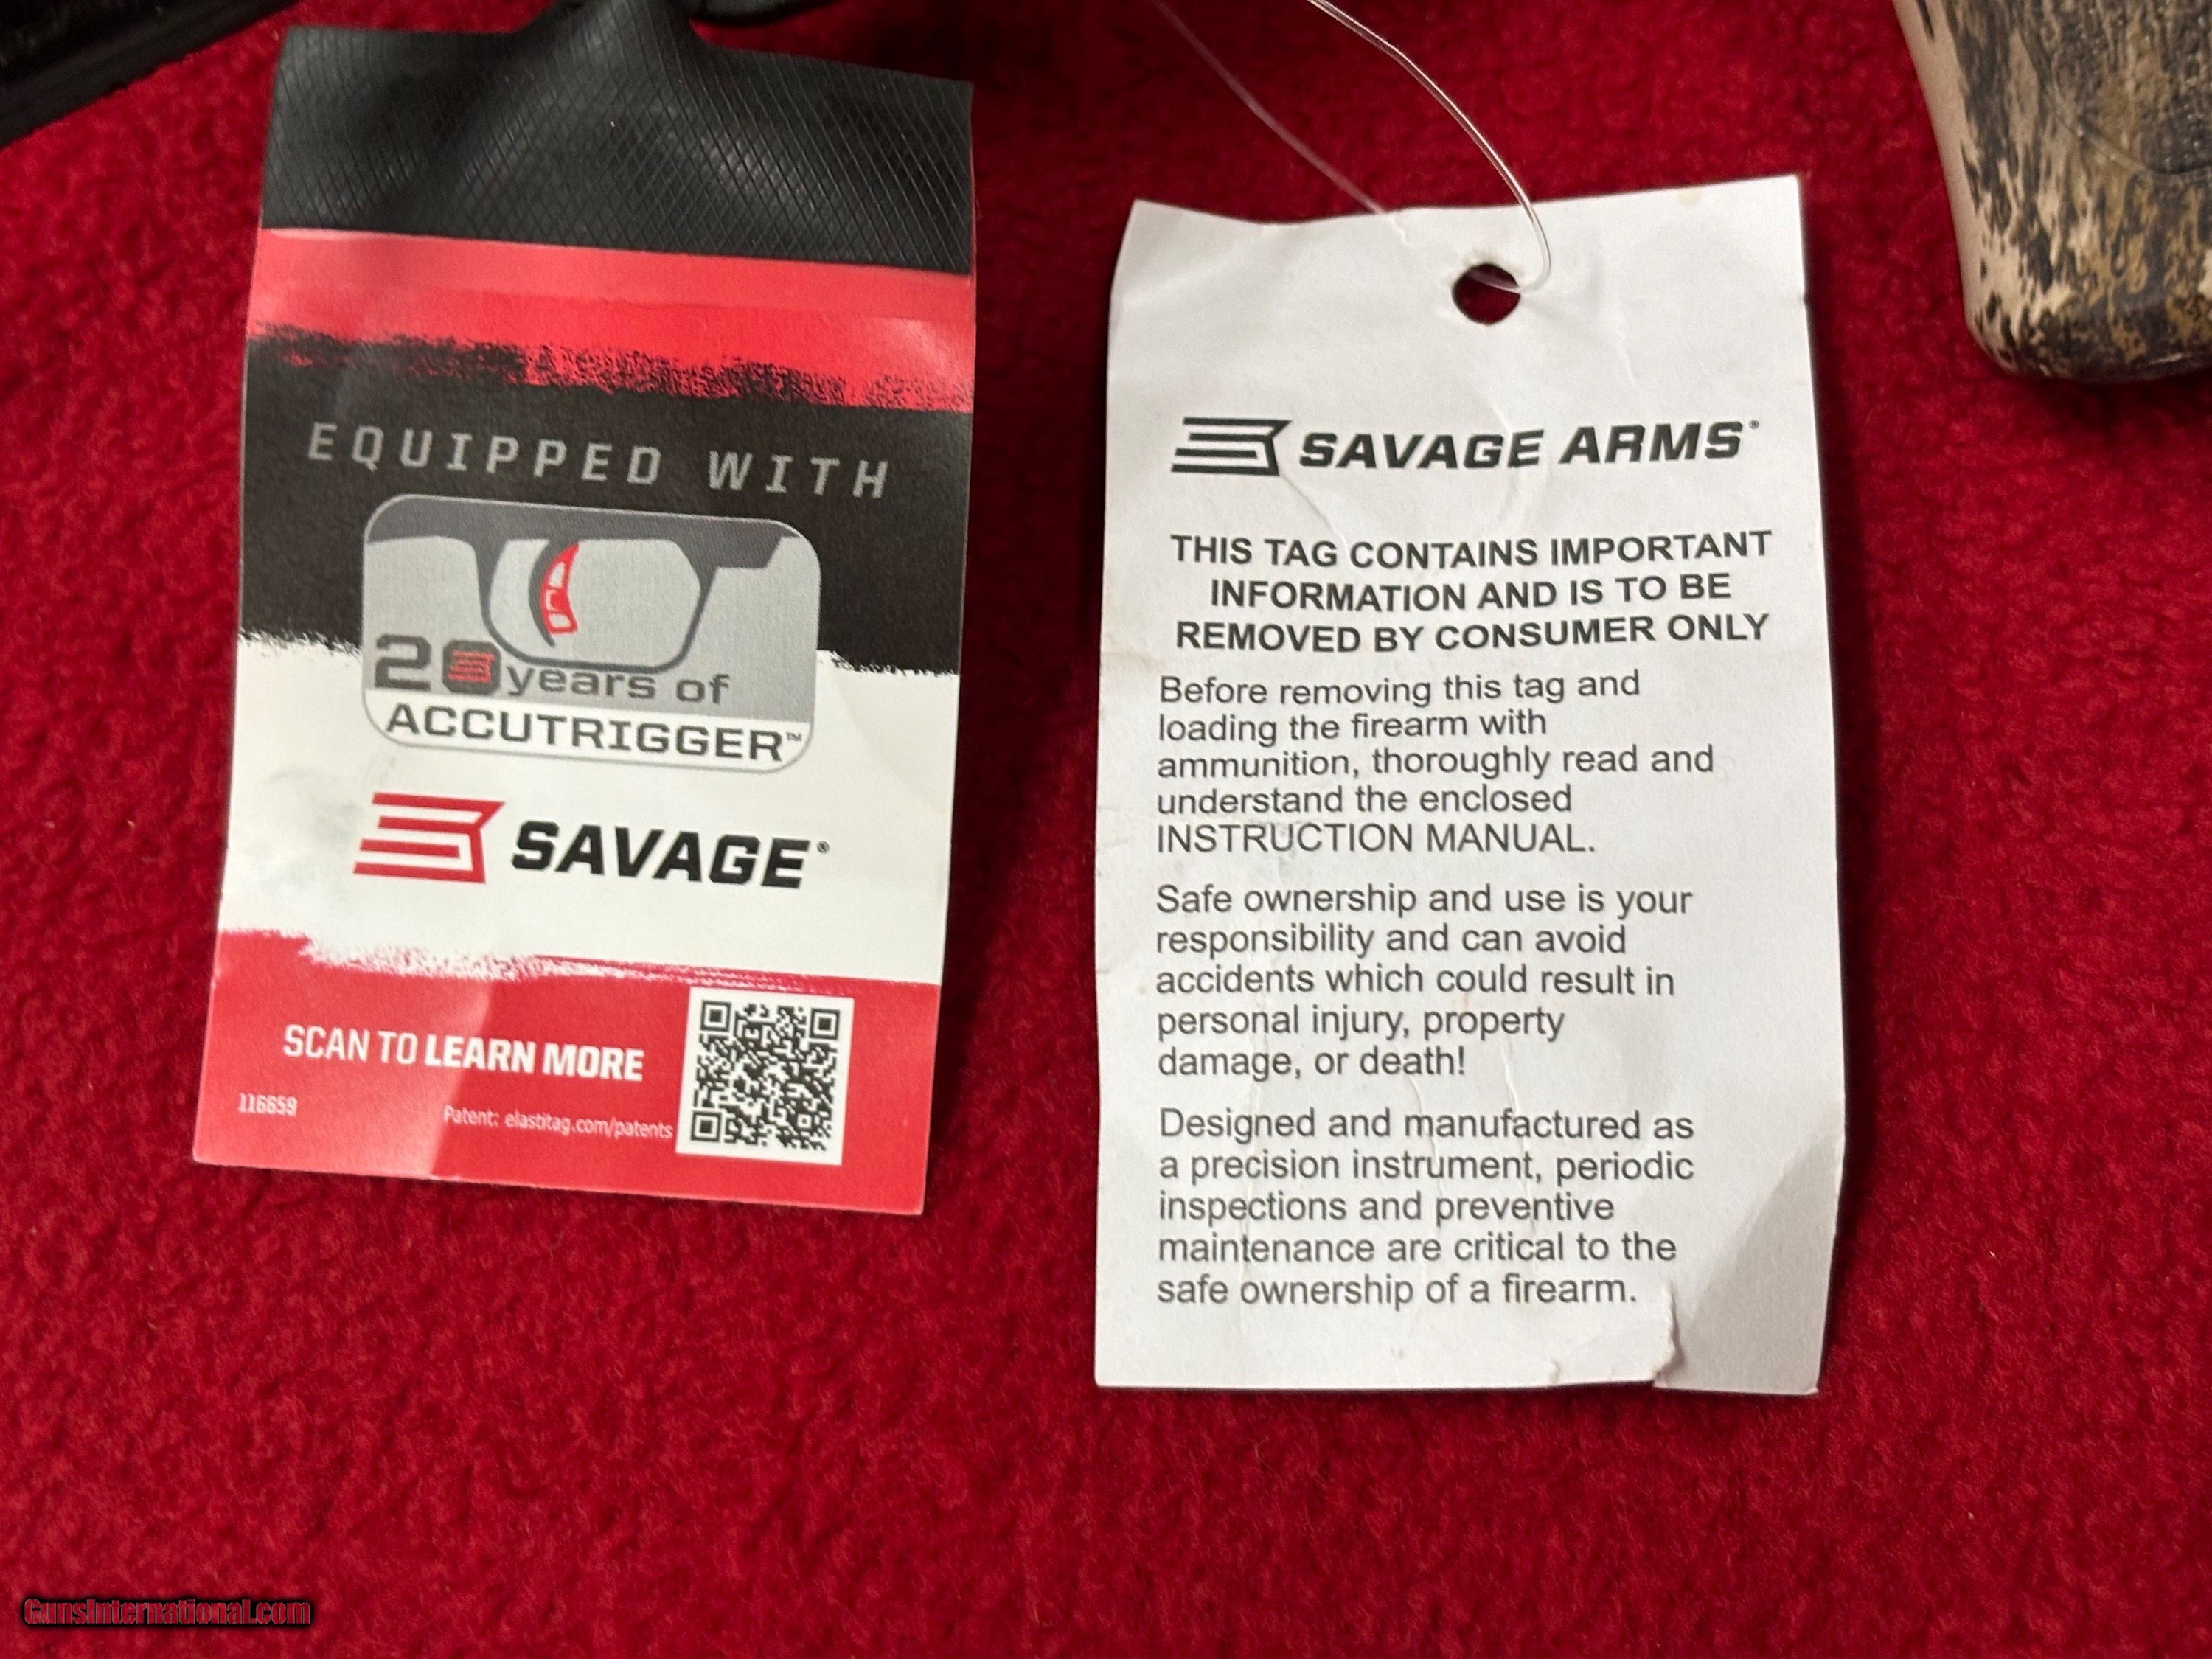 EQUIPPED WITH
20 years of
ACCUTRIGGER™
SAVAGE®
SCAN TO LEARN MORE
116659
Patent: elastitag.com/patents
SAVAGE ARMS®
THIS TAG CONTAINS IMPORTANT
INFORMATION AND IS TO BE
REMOVED BY CONSUMER ONLY
Before removing this tag and
loading the firearm with
ammunition, thoroughly read and
understand the enclosed
INSTRUCTION MANUAL.
Safe ownership and use is your
responsibility and can avoid
accidents which could result in
personal injury, property
damage, or death!
Designed and manufactured as
a precision instrument, periodic
inspections and preventive
maintenance are critical to the
safe ownership of a firearm.
GunsInternational.com